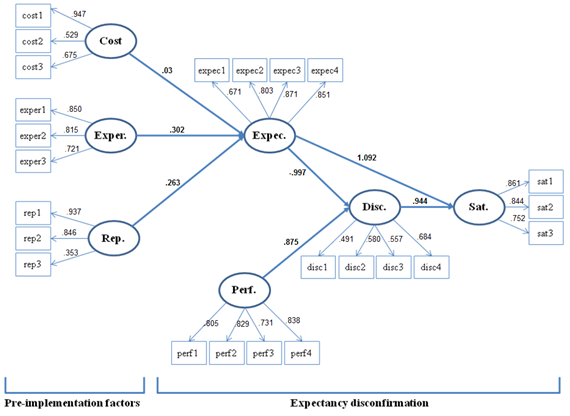 cost1
.947
Cost
cost2
.529
cost3
.675
.03
expec1
expec2
expec3
expec4
.671
.803
.871
.851
exper1
.850
exper2
.815
Exper.
.302
Expec.
exper3
.721
1.092
.263
-.997
rep1
.937
rep2
.846
Rep.
rep3
.353
Disc.
.944
Sat.
.861
sat1
.844
sat2
.752
sat3
.875
.491
.580
.557
.684
disc1
disc2
disc3
disc4
Perf.
.805
.829
.731
.838
perf1
perf2
perf3
perf4
Pre-implementation factors
Expectancy disconfirmation